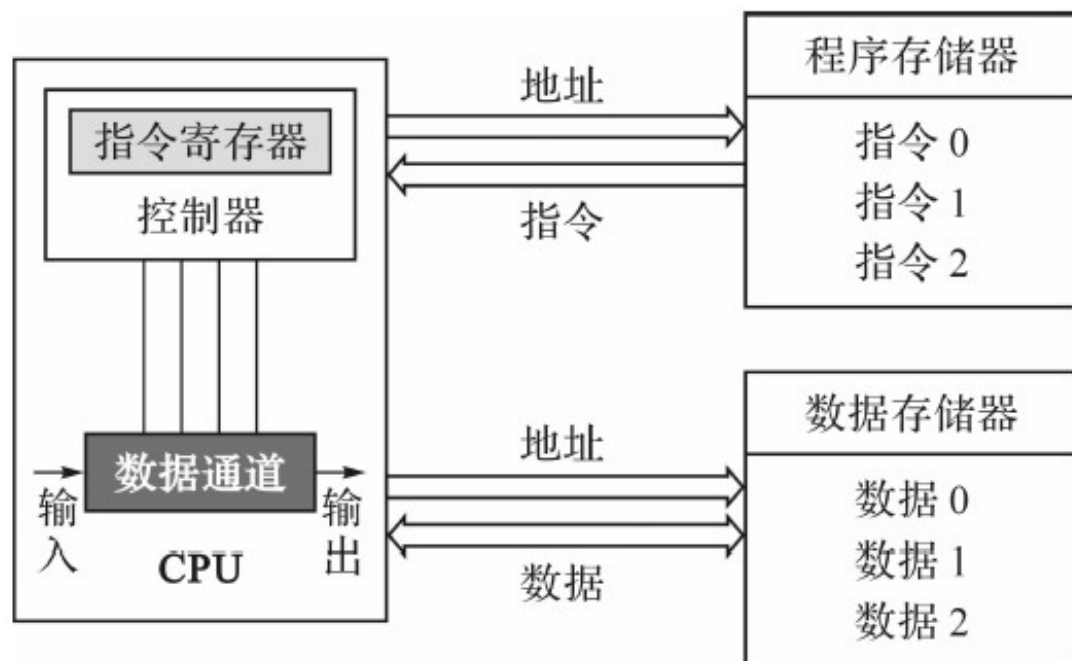 指令寄存器
控制器
数据通道
输入
输出
CPU
地址
指令
地址
数据
程序存储器
指令 0
指令 1
指令 2
数据存储器
数据 0
数据 1
数据 2